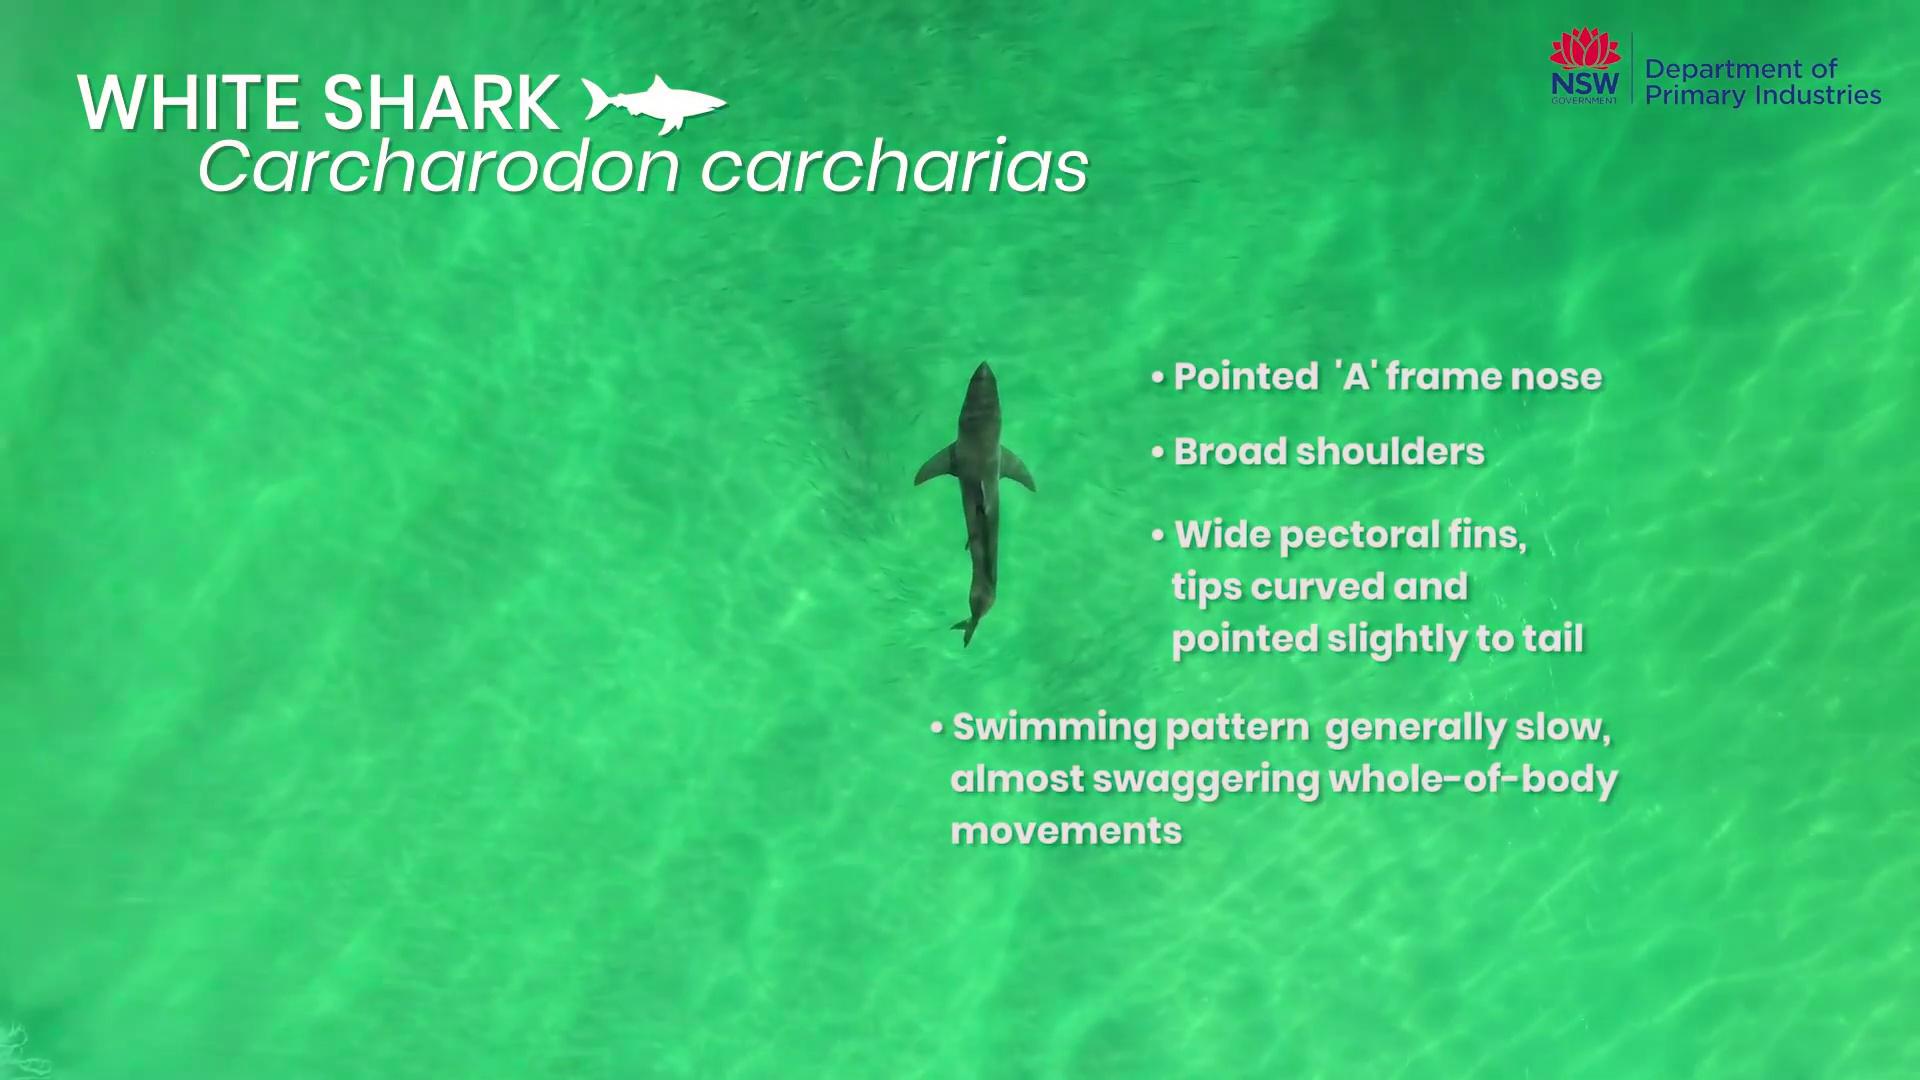 WHITE SHARK
Carcharodon carcharias
NSW
GOVERNMENT
Department of
Primary Industries
• Pointed 'A' frame nose
• Broad shoulders
• Wide pectoral fins,
tips curved and
pointed slightly to tail
• Swimming pattern generally slow,
almost swaggering whole-of-body
movements